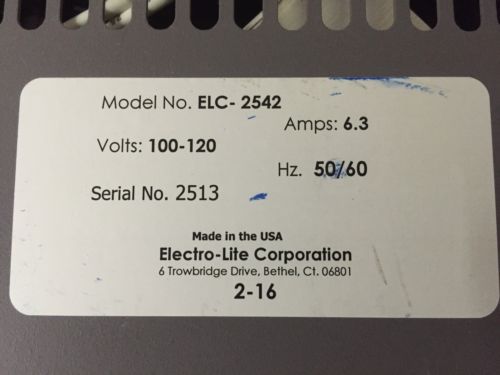 Model No. ELC- 2542
Amps: 6.3
Volts: 100-120
Hz. 50/60
Serial No. 2513
Made in the USA
Electro-Lite Corporation
6 Trowbridge Drive, Bethel, Ct. 06801
2-16